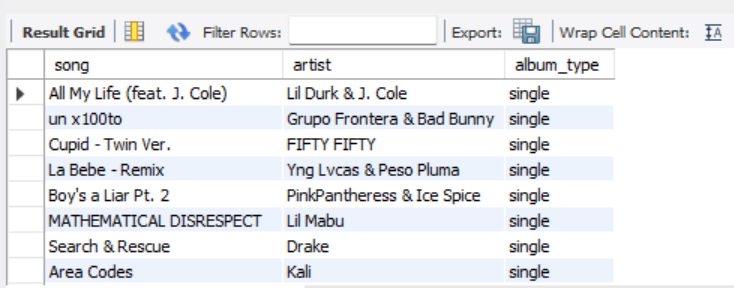 Result Grid Filter Rows: Export: Wrap Cell Content: IA
song artist album_type
All My Life (feat. J. Cole) Lil Durk & J. Cole single
un x100to Grupo Frontera & Bad Bunny single
Cupid - Twin Ver. FIFTY FIFTY single
La Bebe - Remix Yng Lvcas & Peso Pluma single
Boy's a Liar Pt. 2 PinkPantheress & Ice Spice single
MATHEMATICAL DISRESPECT Lil Mabu single
Search & Rescue Drake single
Area Codes Kali single